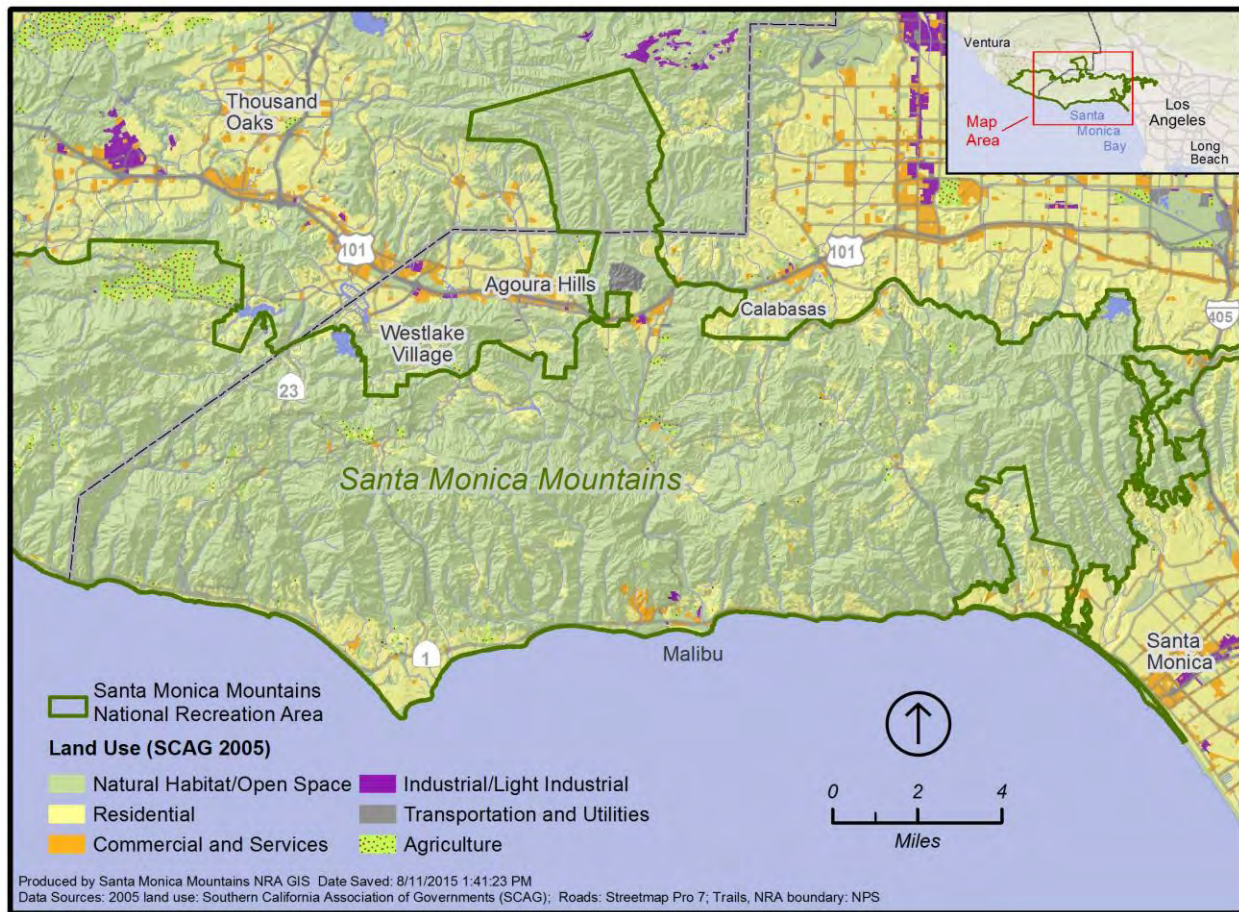 Ventura
Los
Angeles
Santa
Monica
Bay
Long
Beach
Map
Area
Thousand
Oaks
101
101
Agoura Hills
Calabasas
405
Westlake
Village
23
Santa Monica Mountains
Malibu
1
Santa
Monica
Santa Monica Mountains
National Recreation Area
Land Use (SCAG 2005)
Natural Habitat/Open Space
Residential
Commercial and Services
Industrial/Light Industrial
Transportation and Utilities
Agriculture
0 2 4
Miles
Produced by Santa Monica Mountains NRA GIS Date Saved: 8/11/2015 1:41:23 PM
Data Sources: 2005 land use: Southern California Association of Governments (SCAG); Roads: Streetmap Pro 7; Trails, NRA boundary: NPS